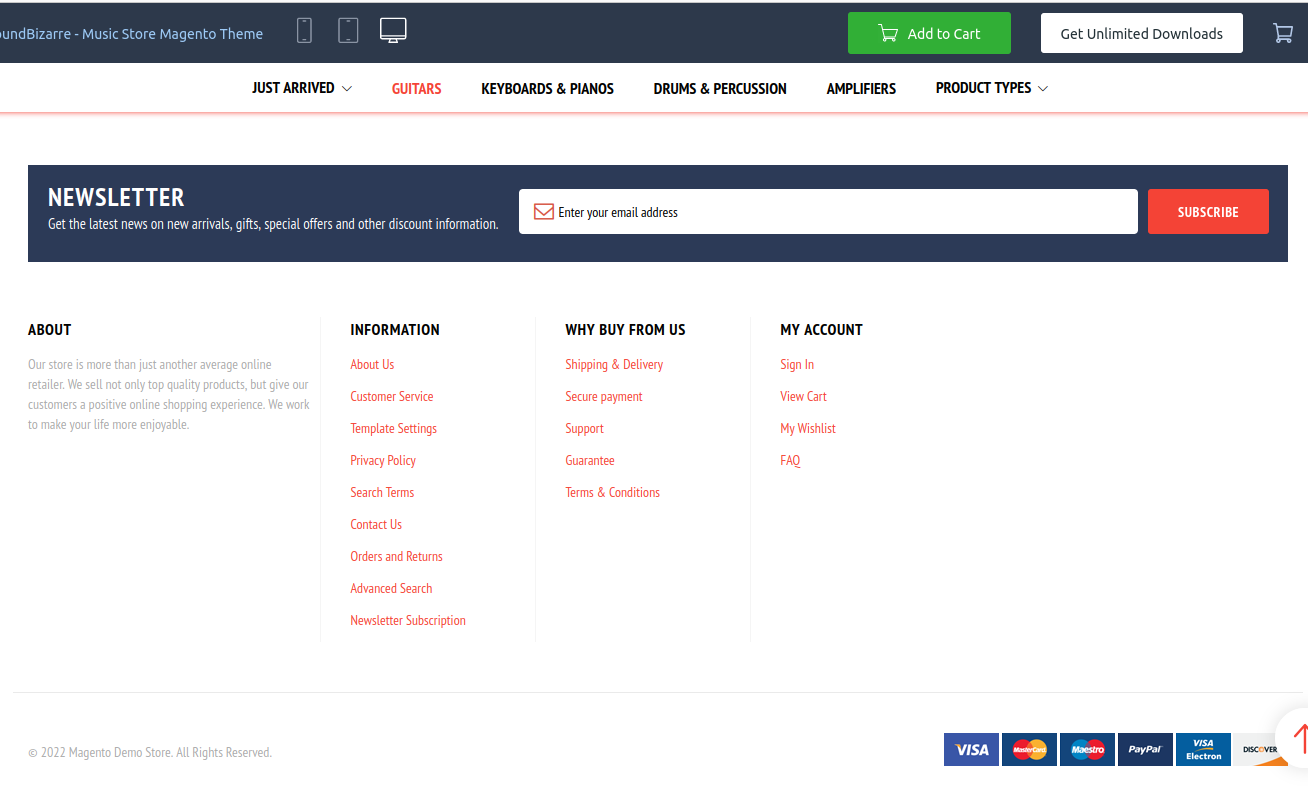 oundBizarre - Music Store Magento Theme
Add to Cart
Get Unlimited Downloads
JUST ARRIVED
GUITARS
KEYBOARDS & PIANOS
DRUMS & PERCUSSION
AMPLIFIERS
PRODUCT TYPES
NEWSLETTER
Get the latest news on new arrivals, gifts, special offers and other discount information.
Enter your email address
SUBSCRIBE
ABOUT
Our store is more than just another average online
retailer. We sell not only top quality products, but give our
customers a positive online shopping experience. We work
to make your life more enjoyable.
INFORMATION
About Us
Customer Service
Template Settings
Privacy Policy
Search Terms
Contact Us
Orders and Returns
Advanced Search
Newsletter Subscription
WHY BUY FROM US
Shipping & Delivery
Secure payment
Support
Guarantee
Terms & Conditions
MY ACCOUNT
Sign In
View Cart
My Wishlist
FAQ
© 2022 Magento Demo Store. All Rights Reserved.
VISA
MasterCard
Maestro
PayPal
VISA
Electron
DISCOVER